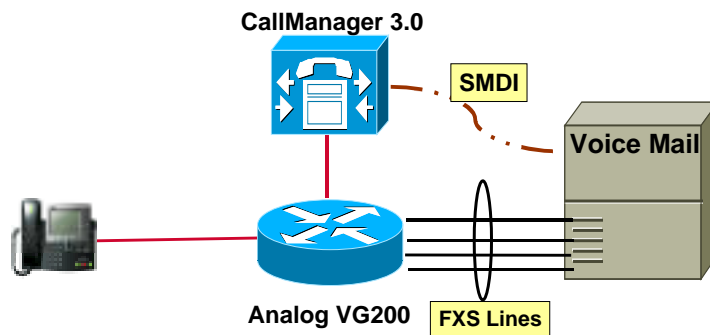 CallManager 3.0
SMDI
Voice Mail
Analog VG200
FXS Lines